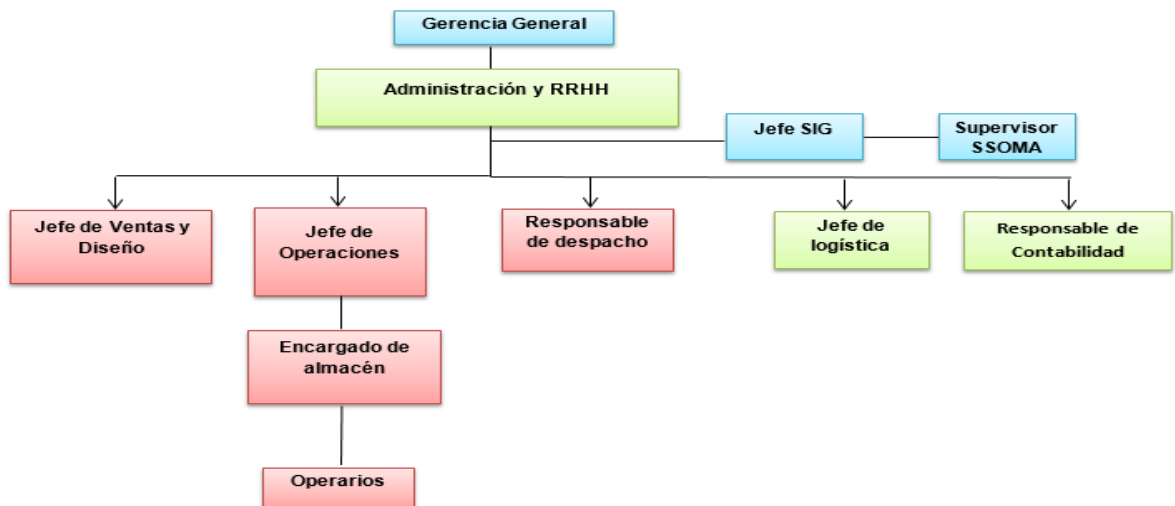 Gerencia General
Administración y RRHH
Jefe SIG
Supervisor
SSOMA
Jefe de Ventas y
Diseño
Jefe de
Operaciones
Responsable
de despacho
Jefe de
logística
Responsable de
Contabilidad
Encargado de
almacén
Operarios